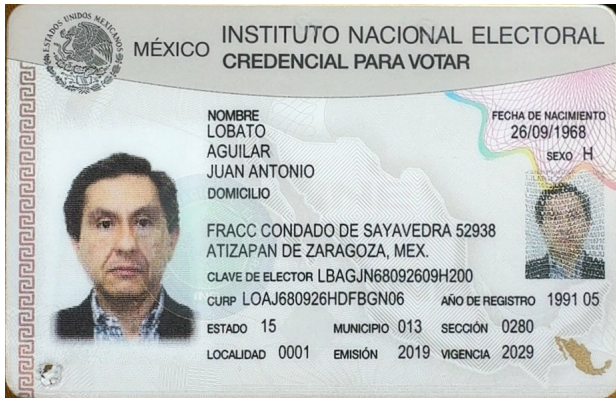 ESTADOS UNIDOS MEXICANOS
MÉXICO INSTITUTO NACIONAL ELECTORAL
CREDENCIAL PARA VOTAR
NOMBRE
LOBATO
AGUILAR
JUAN ANTONIO
FECHA DE NACIMIENTO
26/09/1968
SEXO H
DOMICILIO
FRACC CONDADO DE SAYAVEDRA 52938
ATIZAPAN DE ZARAGOZA, MEX.
CLAVE DE ELECTOR LBAGJN68092609H200
CURP LOAJ680926HDFBGN06 AÑO DE REGISTRO 1991 05
ESTADO 15 MUNICIPIO 013 SECCIÓN 0280
LOCALIDAD 0001 EMISIÓN 2019 VIGENCIA 2029